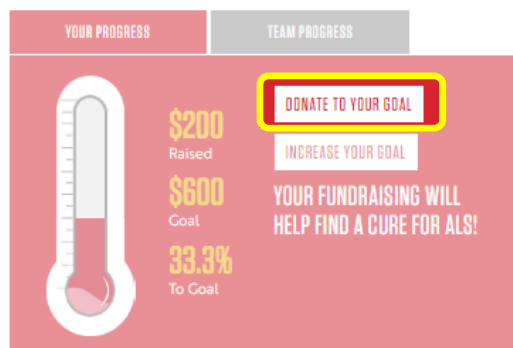 YOUR PROGRESS
TEAM PROGRESS
$200
Raised
$600
Goal
33.3%
To Goal
DONATE TO YOUR GOAL
INCREASE YOUR GOAL
YOUR FUNDRAISING WILL
HELP FIND A CURE FOR ALS!